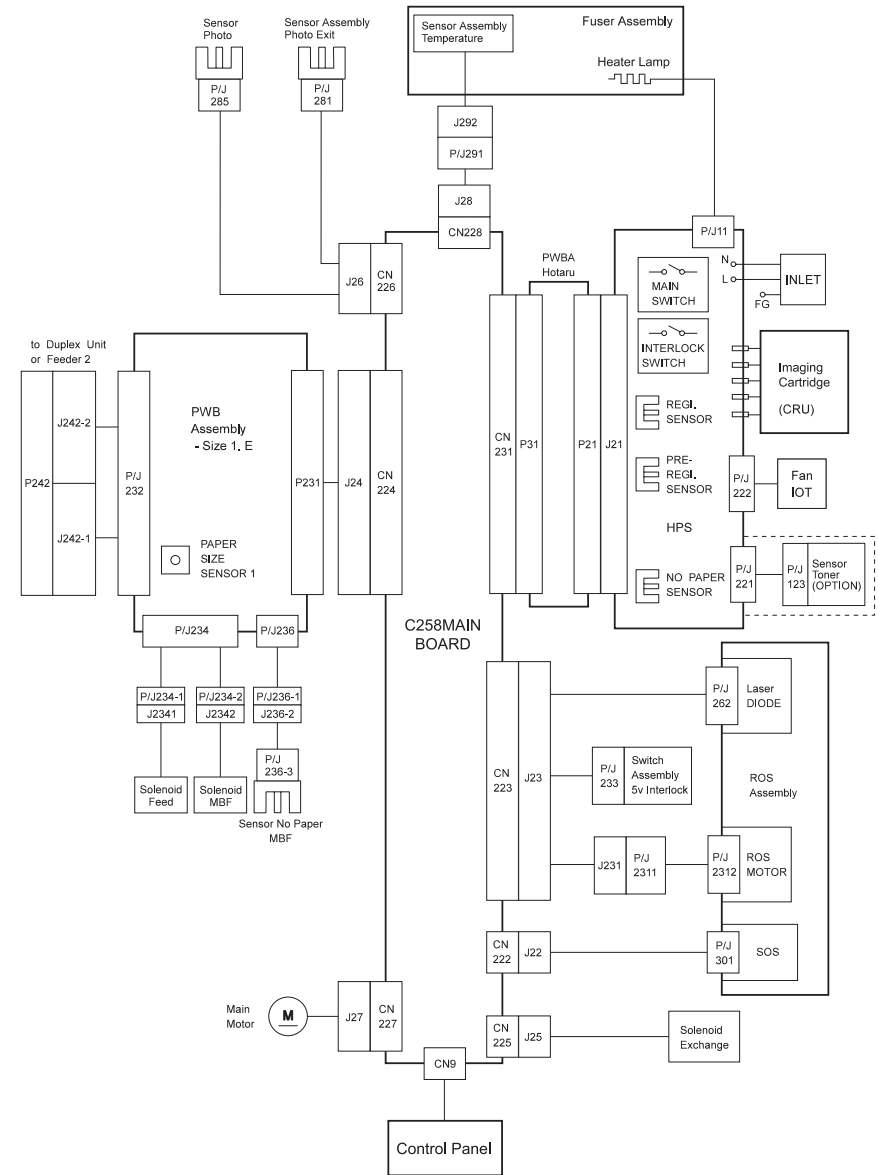 Sensor
Photo
Sensor Assembly
Photo Exit
P/J
285
P/J
281
Fuser Assembly
Sensor Assembly
Temperature
Heater Lamp
J292
P/J291
J28
CN228
J26
CN
226
PWBA
Hotaru
P/J11
MAIN
SWITCH
INTERLOCK
SWITCH
N
L
FG
INLET
Imaging
Cartridge
(CRU)
REGI.
SENSOR
PRE-
REGI.
SENSOR
HPS
NO PAPER
SENSOR
P/J
222
Fan
IOT
P/J
221
P/J
123
Sensor
Toner
(OPTION)
CN
231
P31
P21
J21
to Duplex Unit
or Feeder 2
P242
J242-2
J242-1
P/J
232
PWB
Assembly
- Size 1, E
PAPER
SIZE
SENSOR 1
P231
J24
CN
224
P/J234
P/J236
P/J234-1
J2341
P/J234-2
J2342
P/J236-1
J236-2
P/J
236-3
Solenoid
Feed
Solenoid
MBF
Sensor No Paper
MBF
C258MAIN
BOARD
CN
223
J23
P/J
262
Laser
DIODE
P/J
233
Switch
Assembly
5v Interlock
ROS
Assembly
J231
P/J
2311
P/J
2312
ROS
MOTOR
CN
222
J22
P/J
301
SOS
Main
Motor
M
J27
CN
227
CN
225
J25
Solenoid
Exchange
CN9
Control Panel